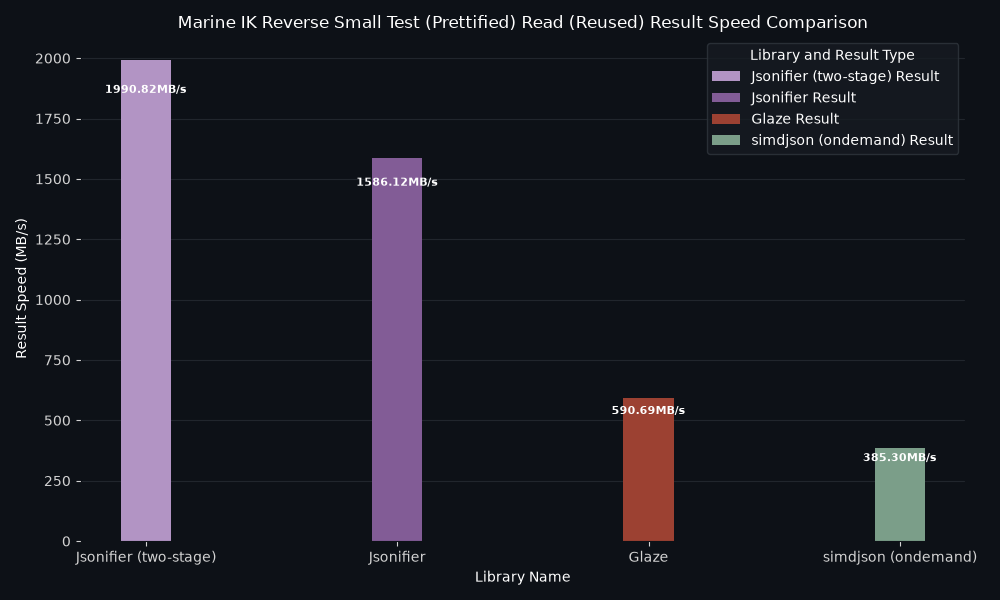 Marine IK Reverse Small Test (Prettified) Read (Reused) Result Speed Comparison
Library and Result Type
Jsonifier (two-stage) Result
Jsonifier Result
Glaze Result
simdjson (ondemand) Result
Result Speed (MB/s)
2000
1750
1500
1250
1000
750
500
250
0
1990.82MB/s
1586.12MB/s
590.69MB/s
385.30MB/s
Jsonifier (two-stage)
Jsonifier
Glaze
simdjson (ondemand)
Library Name